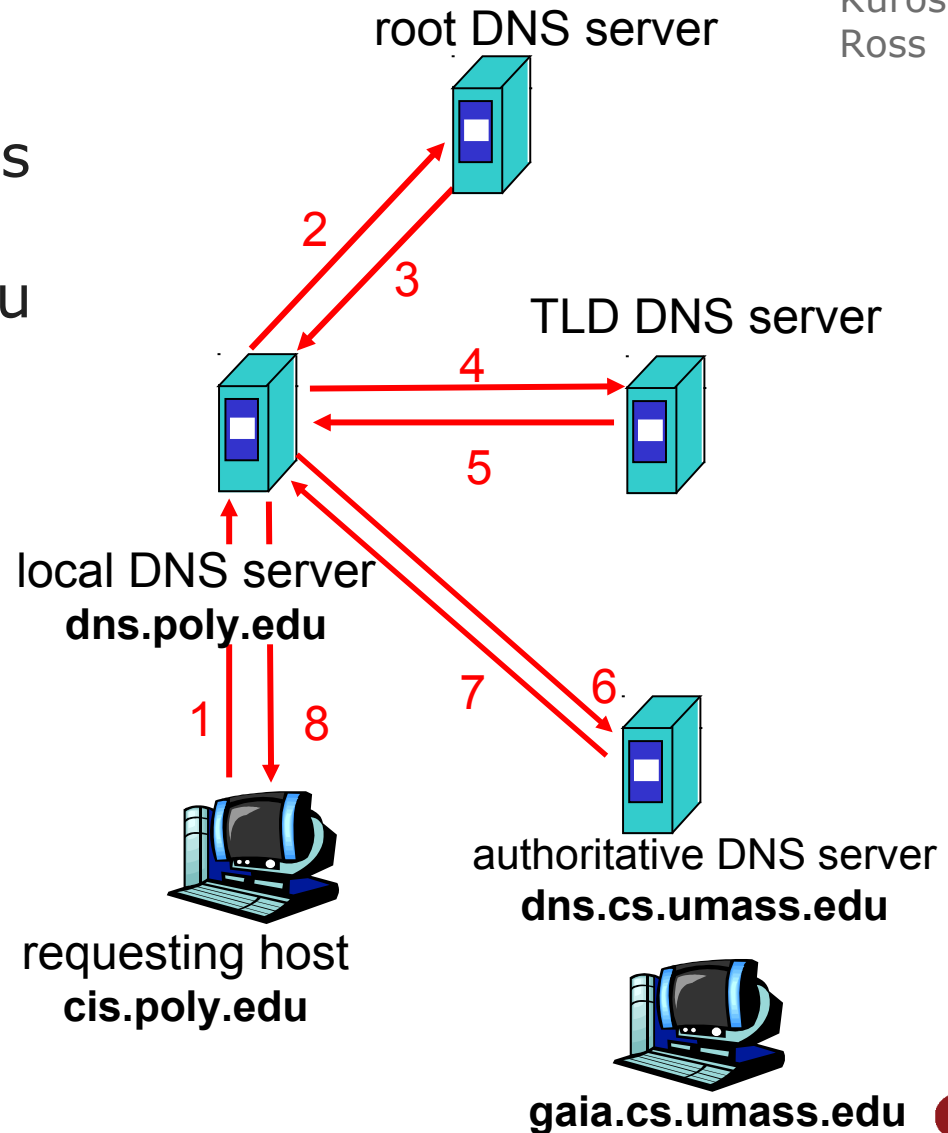 root DNS server
Kuros
Ross
s
2
u
3
TLD DNS server
4
5
local DNS server
dns.poly.edu
7
6
1
8
authoritative DNS server
dns.cs.umass.edu
requesting host
cis.poly.edu
gaia.cs.umass.edu